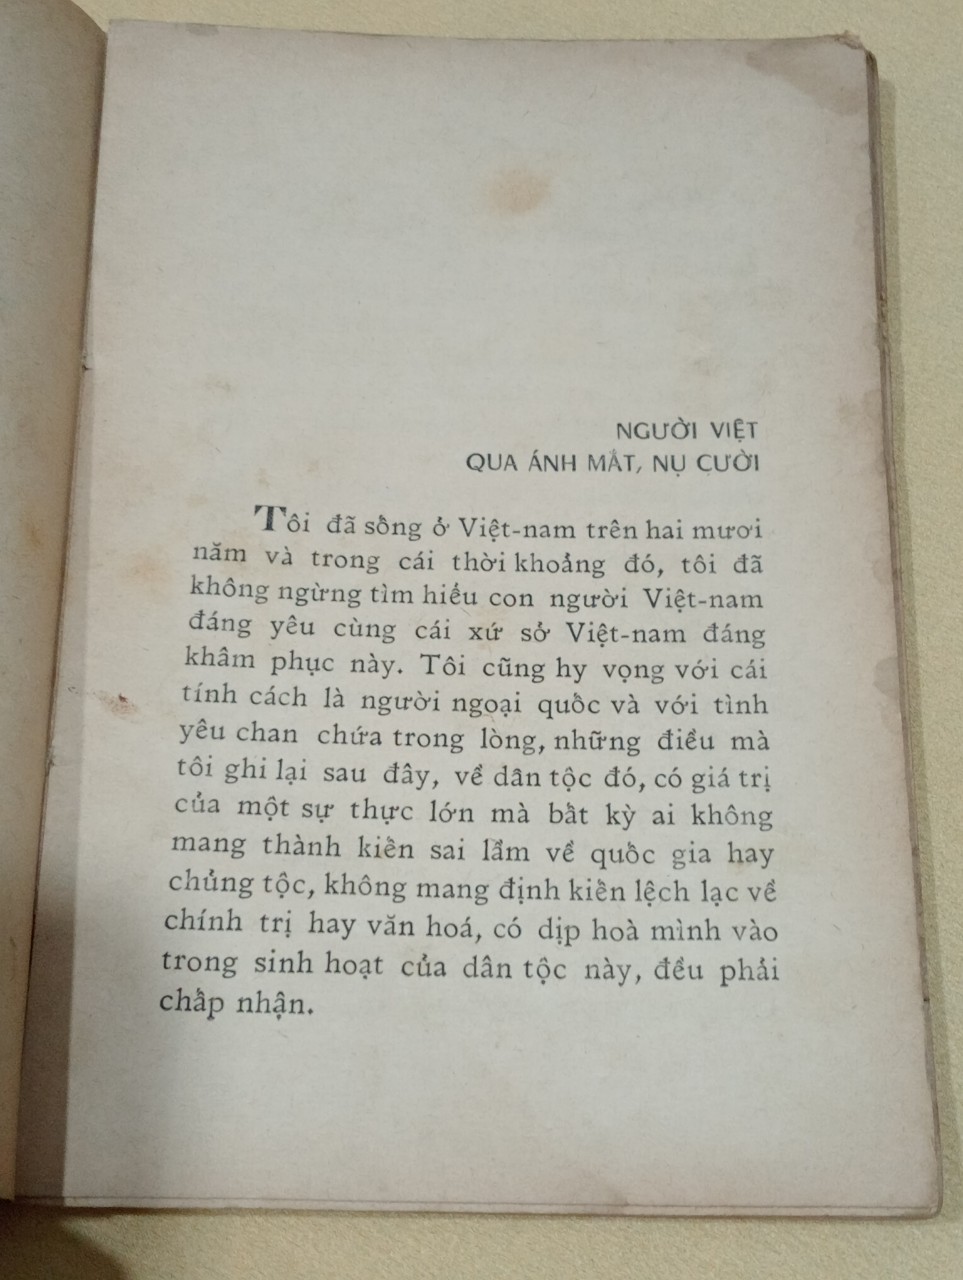 NGƯỜI VIỆT
QUA ÁNH MẮT, NỤ CƯỜI
Tôi đã sống ở Việt-nam trên hai mươi
năm và trong cái thời khoảng đó, tôi đã
không ngừng tìm hiểu con người Việt-nam
đáng yêu cùng cái xứ sở Việt-nam đáng
khâm phục này. Tôi cũng hy vọng với cái
tính cách là người ngoại quốc và với tình
yêu chan chứa trong lòng, những điều mà
tôi ghi lại sau đây, về dân tộc đó, có giá trị
của một sự thực lớn mà bất kỳ ai không
mang thành kiến sai lầm về quốc gia hay
chủng tộc, không mang định kiến lệch lạc về
chính trị hay văn hoá, có dịp hoà mình vào
trong sinh hoạt của dân tộc này, đều phải
chấp nhận.